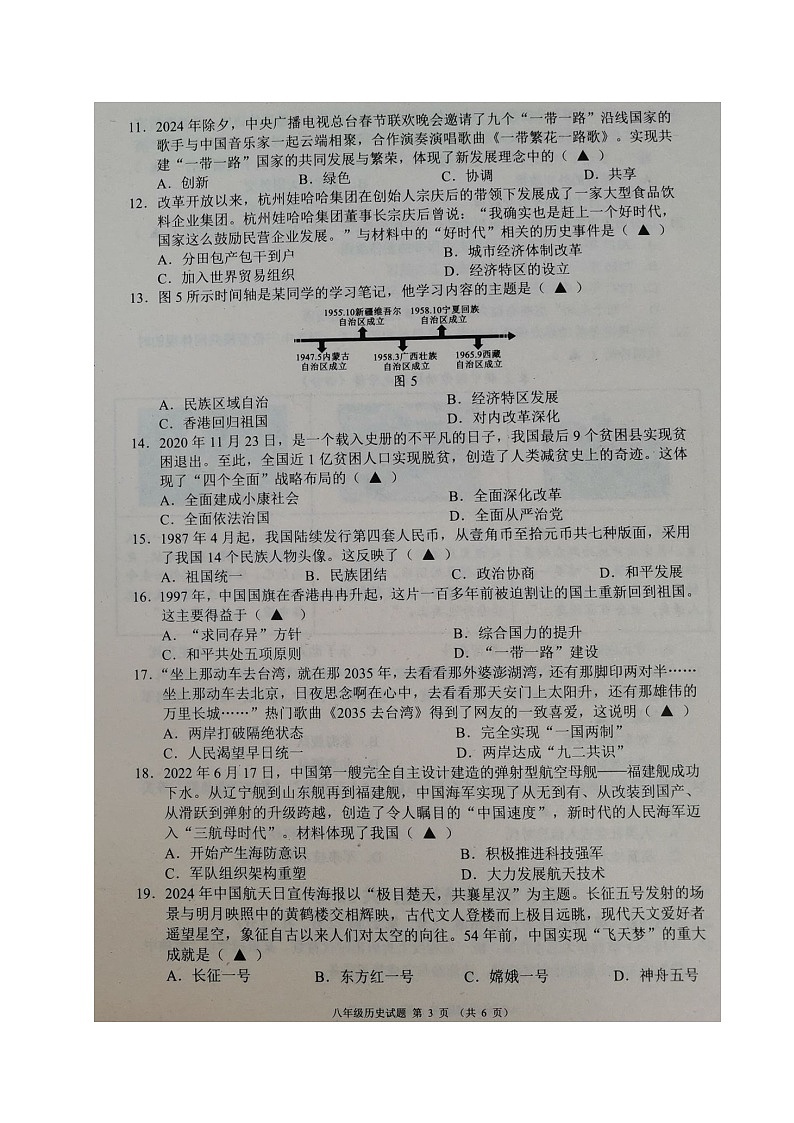 11．2024 年除夕，中央广播电视总台春节联欢晚会邀请了九个“一带一路”沿线国家的
歌手与中国音乐家一起云端相聚，合作演奏演唱歌曲《一带繁花一路歌》。实现共
建“一带一路”国家的共同发展与繁荣，体现了新发展理念中的（ ▲ ）
A．创新 B．绿色 C．协调 D．共享
12．改革开放以来，杭州娃哈哈集团在创始人宗庆后的带领下发展成了一家大型食品饮
料企业集团。杭州娃哈哈集团董事长宗庆后曾说：“我确实也是赶上一个好时代，
国家这么鼓励民营企业发展。”与材料中的“好时代”相关的历史事件是（ ▲ ）
A．分田包产包干到户 B．城市经济体制改革
C．加入世界贸易组织 D．经济特区的设立
13．图 5 所示时间轴是某同学的学习笔记，他学习内容的主题是（ ▲ ）
1955.10新疆维吾尔 1958.10宁夏回族
自治区成立 自治区成立
1947.5内蒙古 1958.3广西壮族 1965.9西藏
自治区成立 自治区成立 自治区成立
图 5
A．民族区域自治 B．经济特区发展
C．香港回归祖国 D．对内改革深化
14．2020 年 11 月 23 日，是一个载入史册的不平凡的日子，我国最后 9 个贫困县实现贫
困退出。至此，全国近 1 亿贫困人口实现脱贫，创造了人类减贫史上的奇迹。这体
现了“四个全面”战略布局的（ ▲ ）
A．全面建成小康社会 B．全面深化改革
C．全面依法治国 D．全面从严治党
15．1987 年 4 月起，我国陆续发行第四套人民币，从壹角币至拾元币共七种版面，采用
了我国 14 个民族人物头像。这反映了（ ▲ ）
A．祖国统一 B．民族团结 C．政治协商 D．和平发展
16．1997 年，中国国旗在香港冉冉升起，这片一百多年前被迫割让的国土重新回到祖国。
这主要得益于（ ▲ ）
A．“求同存异”方针 B．综合国力的提升
C．和平共处五项原则 D．“一带一路”建设
17．“坐上那动车去台湾，就在那 2035 年，去看看那外婆澎湖湾，还有那脚印两对半……
坐上那动车去北京，日夜思念啊在心中，去看看那天安门上太阳升，还有那雄伟的
万里长城……”热门歌曲《2035 去台湾》得到了网友的一致喜爱，这说明（ ▲ ）
A．两岸打破隔绝状态 B．完全实现“一国两制”
C．人民渴望早日统一 D．两岸达成“九二共识”
18．2022 年 6 月 17 日，中国第一艘完全自主设计建造的弹射型航空母舰——福建舰成功
下水。从辽宁舰到山东舰再到福建舰，中国海军实现了从无到有、从改装到国产、
从滑跃到弹射的升级跨越，创造了令人瞩目的“中国速度”，新时代的人民海军迈
入“三航母时代”。材料体现了我国（ ▲ ）
A．开始产生海防意识 B．积极推进科技强军
C．军队组织架构重塑 D．大力发展航天技术
19．2024 年中国航天日宣传海报以“极目楚天，共襄星汉”为主题。长征五号发射的场
景与明月映照中的黄鹤楼交相辉映，古代文人登楼而上极目远眺，现代天文爱好者
遥望星空，象征自古以来人们对太空的向往。54 年前，中国实现“飞天梦”的重大
成就是（ ▲ ）
A．长征一号 B．东方红一号 C．嫦娥一号 D．神舟五号
八年级历史试题 第 3 页 （共 6 页）